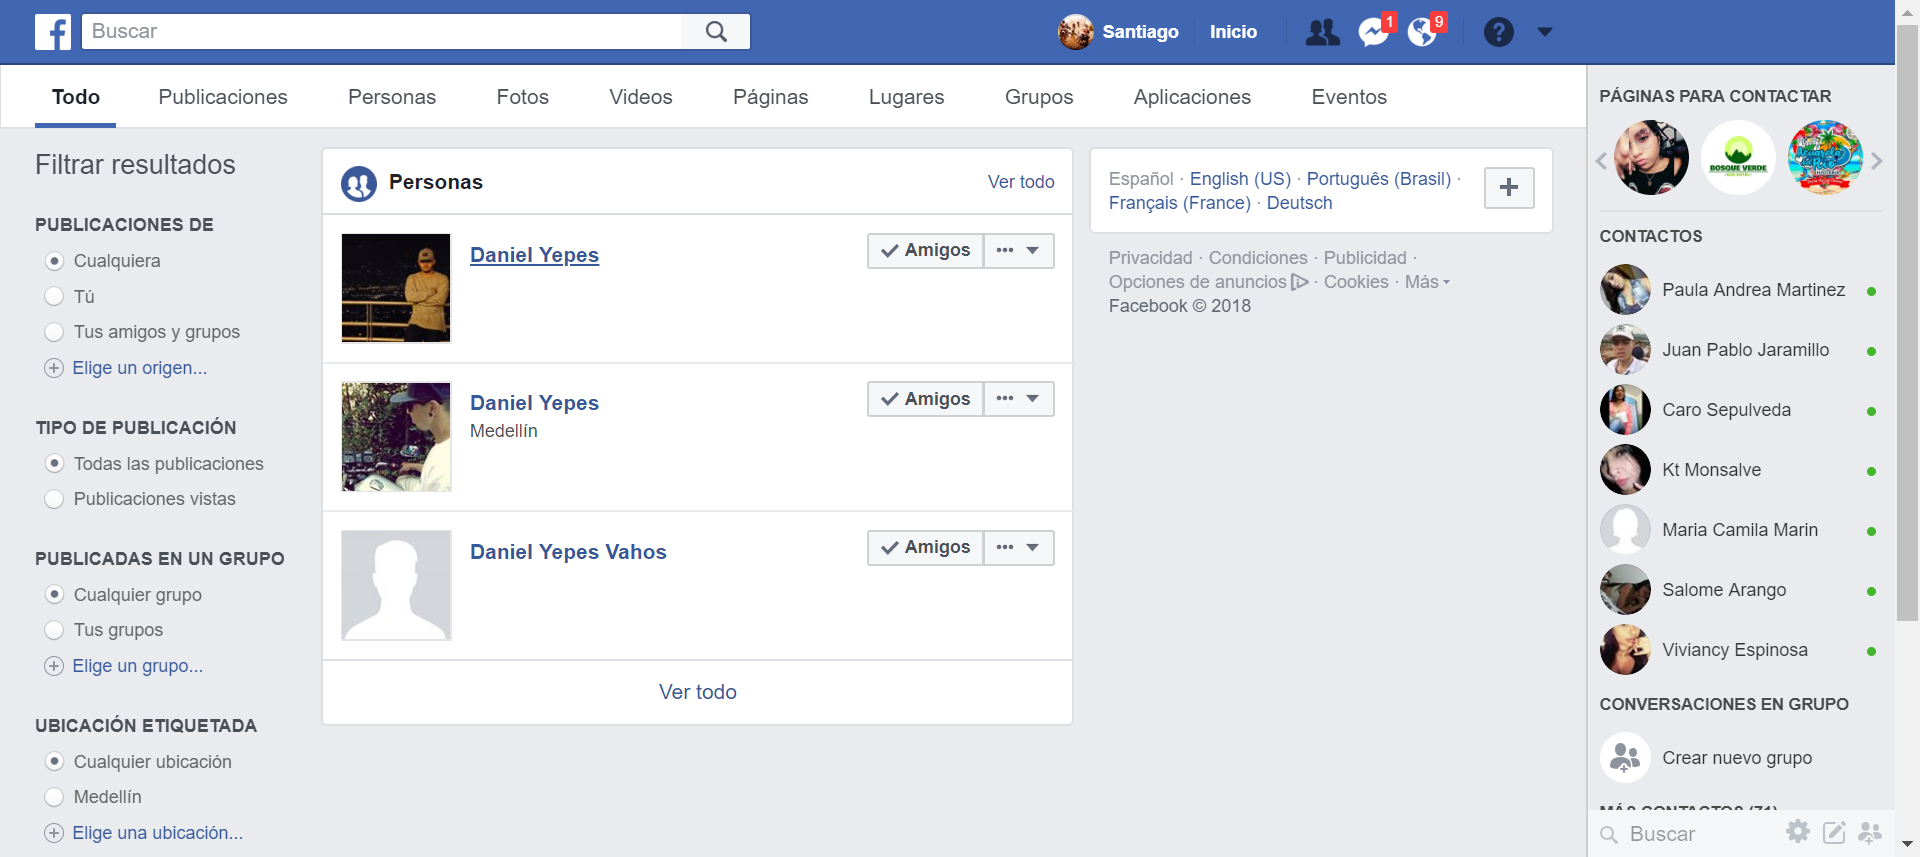 Buscar
Santiago
Inicio
1
9
Todo
Publicaciones
Personas
Fotos
Videos
Páginas
Lugares
Grupos
Aplicaciones
Eventos
Filtrar resultados
PUBLICACIONES DE
Cualquiera
Tú
Tus amigos y grupos
Elige un origen...
TIPO DE PUBLICACIÓN
Todas las publicaciones
Publicaciones vistas
PUBLICADAS EN UN GRUPO
Cualquier grupo
Tus grupos
Elige un grupo...
UBICACIÓN ETIQUETADA
Cualquier ubicación
Medellín
Elige una ubicación...
Personas
Ver todo
Daniel Yepes
Amigos
Daniel Yepes
Medellín
Amigos
Daniel Yepes Vahos
Amigos
Ver todo
Español · English (US) · Português (Brasil) ·
Français (France) · Deutsch
Privacidad · Condiciones · Publicidad ·
Opciones de anuncios · Cookies · Más
Facebook © 2018
PÁGINAS PARA CONTACTAR
BOSQUE VERDE
CONTACTOS
Paula Andrea Martinez
Juan Pablo Jaramillo
Caro Sepulveda
Kt Monsalve
Maria Camila Marin
Salome Arango
Viviancy Espinosa
CONVERSACIONES EN GRUPO
Crear nuevo grupo
MÁS CONTACTOS (71)
Buscar